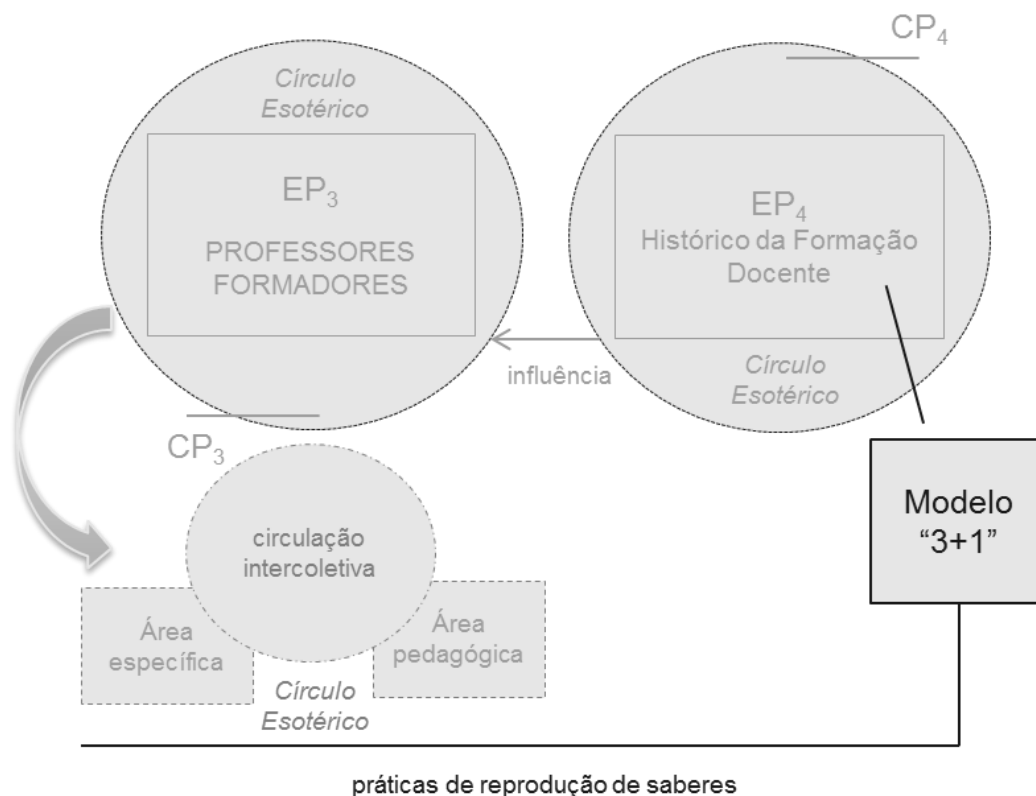 CP₄
Círculo
Esotérico
EP₃
PROFESSORES
FORMADORES
EP₄
Histórico da Formação
Docente
influência
Círculo
Esotérico
CP₃
Modelo
“3+1”
circulação
intercoletiva
Área
específica
Área
pedagógica
Círculo
Esotérico
práticas de reprodução de saberes